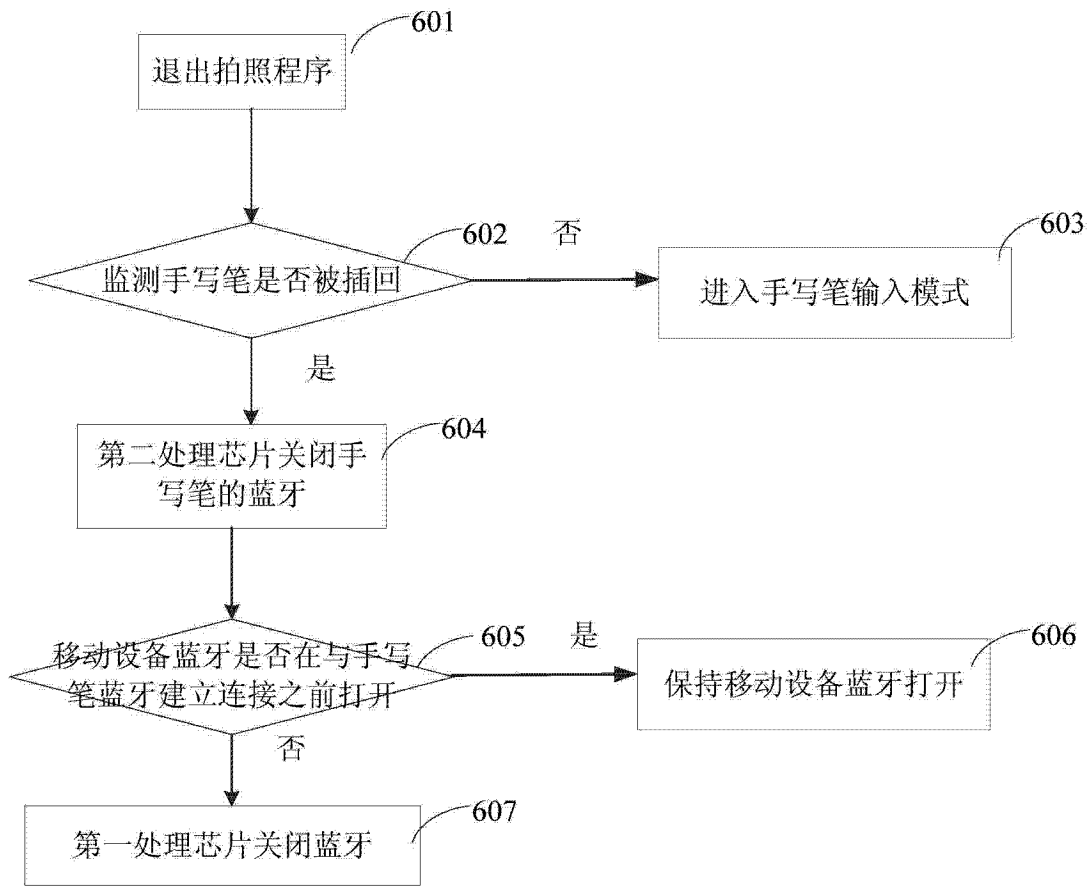 601
退出拍照程序
602
否
603
监测手写笔是否被插回
进入手写笔输入模式
是
604
第二处理芯片关闭手
写笔的蓝牙
605
是
606
移动设备蓝牙是否在与手写
笔蓝牙建立连接之前打开
保持移动设备蓝牙打开
否
607
第一处理芯片关闭蓝牙